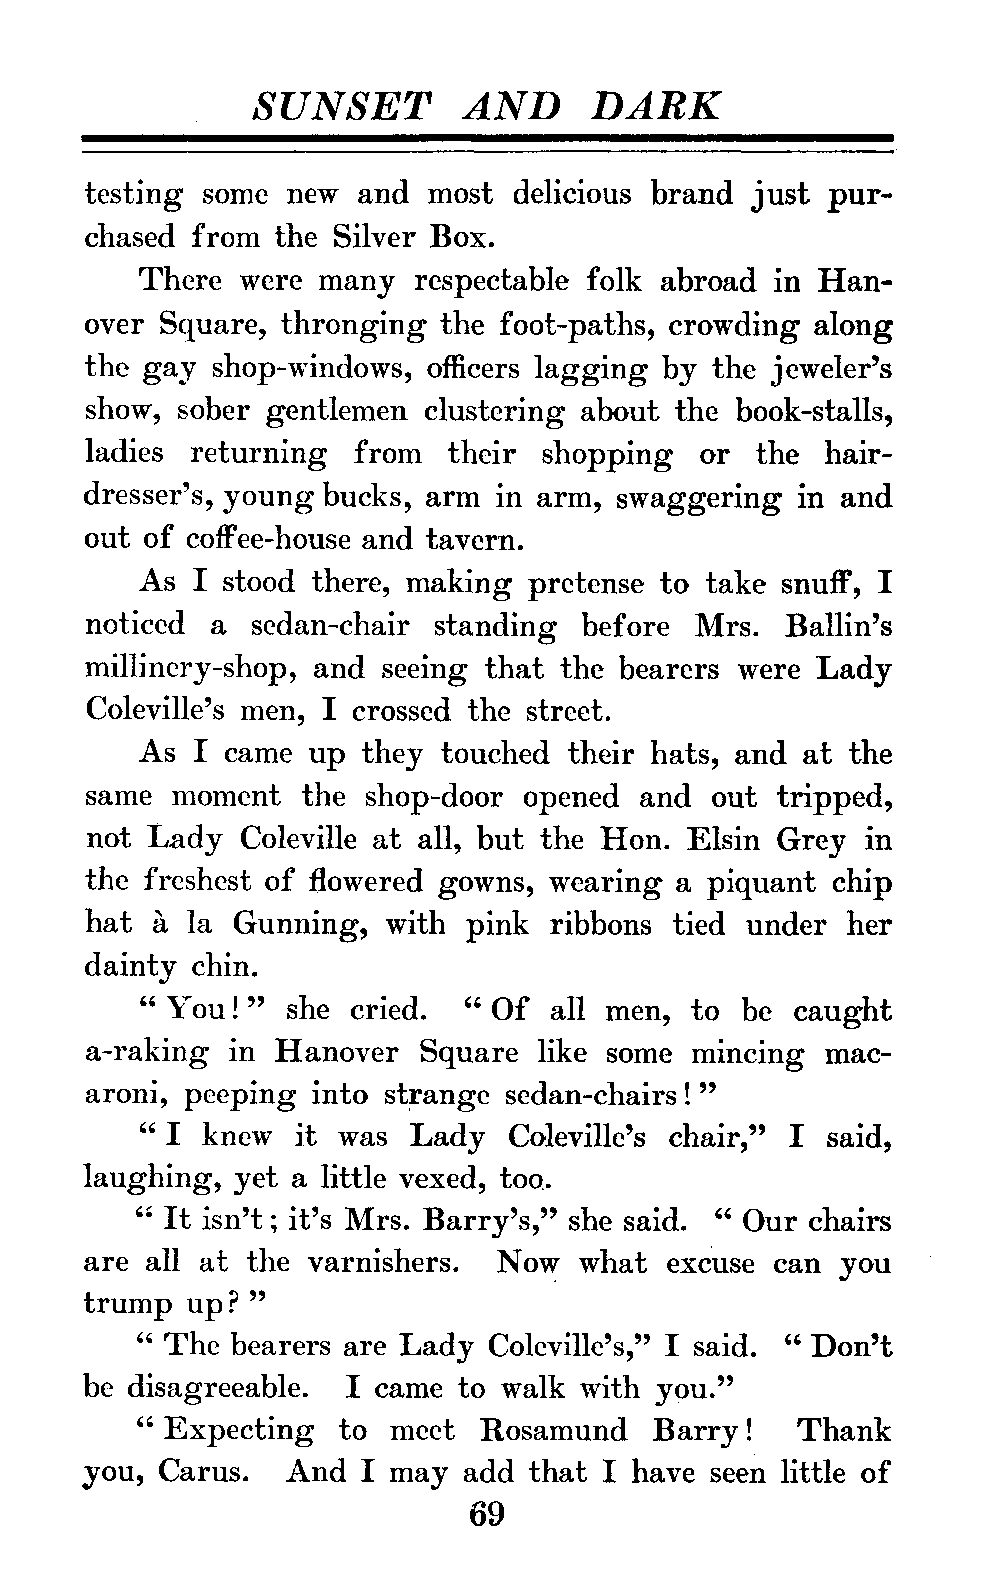 SUNSET AND DARK
testing some new and most delicious brand just pur-
chased from the Silver Box.
There were many respectable folk abroad in Han-
over Square, thronging the foot-paths, crowding along
the gay shop-windows, officers lagging by the jeweler's
show, sober gentlemen clustering about the book-stalls,
ladies returning from their shopping or the hair-
dresser's, young bucks, arm in arm, swaggering in and
out of coffee-house and tavern.
As I stood there, making pretense to take snuff, I
noticed a sedan-chair standing before Mrs. Ballin's
millinery-shop, and seeing that the bearers were Lady
Coleville's men, I crossed the street.
As I came up they touched their hats, and at the
same moment the shop-door opened and out tripped,
not Lady Coleville at all, but the Hon. Elsin Grey in
the freshest of flowered gowns, wearing a piquant chip
hat à la Gunning, with pink ribbons tied under her
dainty chin.
“ You! ” she cried. “ Of all men, to be caught
a-raking in Hanover Square like some mincing mac-
aroni, peeping into strange sedan-chairs! ”
“ I knew it was Lady Coleville's chair,” I said,
laughing, yet a little vexed, too.
“ It isn't; it's Mrs. Barry's,” she said. “ Our chairs
are all at the varnishers. Now what excuse can you
trump up? ”
“ The bearers are Lady Coleville's,” I said. “ Don't
be disagreeable. I came to walk with you.”
“ Expecting to meet Rosamund Barry! Thank
you, Carus. And I may add that I have seen little of
69